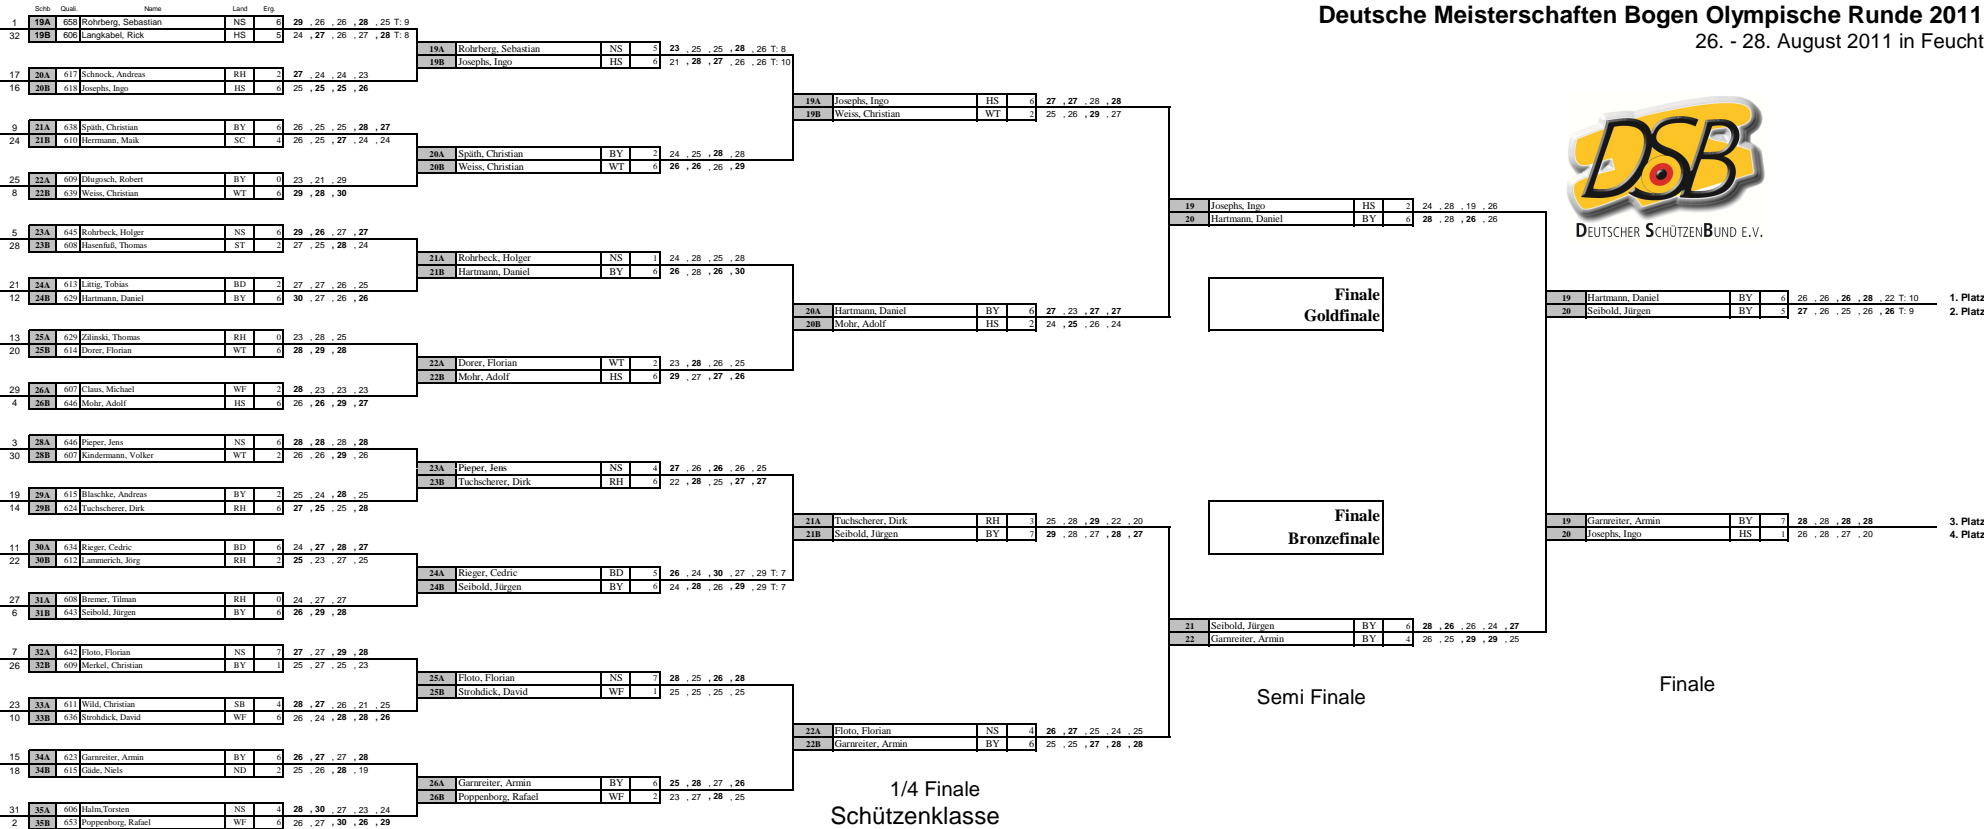 Deutsche Meisterschaften Bogen Olympische Runde 2011
26. - 28. August 2011 in Feucht
DSB
DEUTSCHER SCHÜTZENBUND E.V.
Schb Quali. Name Land Erg.
1 19A 658 Rohrberg, Sebastian NS 6 29 , 26 , 26 , 28 , 25 T: 9
32 19B 606 Langkabel, Rick HS 5 24 , 27 , 26 , 27 , 28 T: 8
17 20A 617 Schnock, Andreas RH 2 27 , 24 , 24 , 23
16 20B 618 Josephs, Ingo HS 6 25 , 25 , 25 , 26
9 21A 638 Späth, Christian BY 6 26 , 25 , 25 , 28 , 27
24 21B 610 Herrmann, Maik SC 4 26 , 25 , 27 , 24 , 24
25 22A 609 Dlugosch, Robert BY 0 23 , 21 , 29
8 22B 639 Weiss, Christian WT 6 29 , 28 , 30
5 23A 645 Rohrbeck, Holger NS 6 29 , 26 , 27 , 27
28 23B 608 Hasenfuß, Thomas ST 2 27 , 25 , 28 , 24
21 24A 613 Littig, Tobias BD 2 27 , 27 , 26 , 25
12 24B 629 Hartmann, Daniel BY 6 30 , 27 , 26 , 26
13 25A 629 Zilinski, Thomas RH 0 23 , 28 , 25
20 25B 614 Dorer, Florian WT 6 28 , 29 , 28
29 26A 607 Claus, Michael WF 2 28 , 23 , 23 , 23
4 26B 646 Mohr, Adolf HS 6 26 , 26 , 29 , 27
3 28A 646 Pieper, Jens NS 6 28 , 28 , 28 , 28
30 28B 607 Kindermann, Volker WT 2 26 , 26 , 29 , 26
19 29A 615 Blaschke, Andreas BY 2 25 , 24 , 28 , 25
14 29B 624 Tuchscherer, Dirk RH 6 27 , 25 , 25 , 28
11 30A 634 Rieger, Cedric BD 6 24 , 27 , 28 , 27
22 30B 612 Lammerich, Jörg RH 2 25 , 23 , 27 , 25
27 31A 608 Bremer, Tilman RH 0 24 , 27 , 27
6 31B 643 Seibold, Jürgen BY 6 26 , 29 , 28
7 32A 642 Floto, Florian NS 7 27 , 27 , 29 , 28
26 32B 609 Merkel, Christian BY 1 25 , 27 , 25 , 23
23 33A 611 Wild, Christian SB 4 28 , 27 , 26 , 21 , 25
10 33B 636 Strohdick, David WF 6 26 , 24 , 28 , 28 , 26
15 34A 623 Garnreiter, Armin BY 6 26 , 27 , 27 , 28
18 34B 615 Gäde, Niels ND 2 25 , 26 , 28 , 19
31 35A 606 Halm,Torsten NS 4 28 , 30 , 27 , 23 , 24
2 35B 653 Poppenborg, Rafael WF 6 26 , 27 , 30 , 26 , 29
19A Rohrberg, Sebastian NS 5 23 , 25 , 25 , 28 , 26 T: 8
19B Josephs, Ingo HS 6 21 , 28 , 27 , 26 , 26 T: 10
20A Späth, Christian BY 2 24 , 25 , 28 , 28
20B Weiss, Christian WT 6 26 , 26 , 26 , 29
21A Rohrbeck, Holger NS 1 24 , 28 , 25 , 28
21B Hartmann, Daniel BY 6 26 , 28 , 26 , 30
22A Dorer, Florian WT 2 23 , 28 , 26 , 25
22B Mohr, Adolf HS 6 29 , 27 , 27 , 26
23A Pieper, Jens NS 4 27 , 26 , 26 , 26 , 25
23B Tuchscherer, Dirk RH 6 22 , 28 , 25 , 27 , 27
24A Rieger, Cedric BD 5 26 , 24 , 30 , 27 , 29 T: 7
24B Seibold, Jürgen BY 6 24 , 28 , 26 , 29 , 29 T: 7
25A Floto, Florian NS 7 28 , 25 , 26 , 28
25B Strohdick, David WF 1 25 , 25 , 25 , 25
26A Garnreiter, Armin BY 6 25 , 28 , 27 , 26
26B Poppenborg, Rafael WF 2 23 , 27 , 28 , 25
19A Josephs, Ingo HS 6 27 , 27 , 28 , 28
19B Weiss, Christian WT 2 25 , 26 , 29 , 27
20A Hartmann, Daniel BY 6 27 , 23 , 27 , 27
20B Mohr, Adolf HS 2 24 , 25 , 26 , 24
21A Tuchscherer, Dirk RH 3 25 , 28 , 29 , 22 , 20
21B Seibold, Jürgen BY 7 29 , 28 , 27 , 28 , 27
22A Floto, Florian NS 4 26 , 27 , 25 , 24 , 25
22B Garnreiter, Armin BY 6 25 , 25 , 27 , 28 , 28
1/4 Finale
Schützenklasse
19 Josephs, Ingo HS 2 24 , 28 , 19 , 26
20 Hartmann, Daniel BY 6 28 , 28 , 26 , 26
Finale
Goldfinale
Finale
Bronzefinale
21 Seibold, Jürgen BY 6 28 , 26 , 26 , 24 , 27
22 Garnreiter, Armin BY 4 26 , 25 , 29 , 29 , 25
Semi Finale
19 Hartmann, Daniel BY 6 26 , 26 , 26 , 28 , 22 T: 10 1. Platz
20 Seibold, Jürgen BY 5 27 , 26 , 25 , 26 , 26 T: 9 2. Platz
19 Garnreiter, Armin BY 7 28 , 28 , 28 , 28 3. Platz
20 Josephs, Ingo HS 1 26 , 28 , 27 , 20 4. Platz
Finale